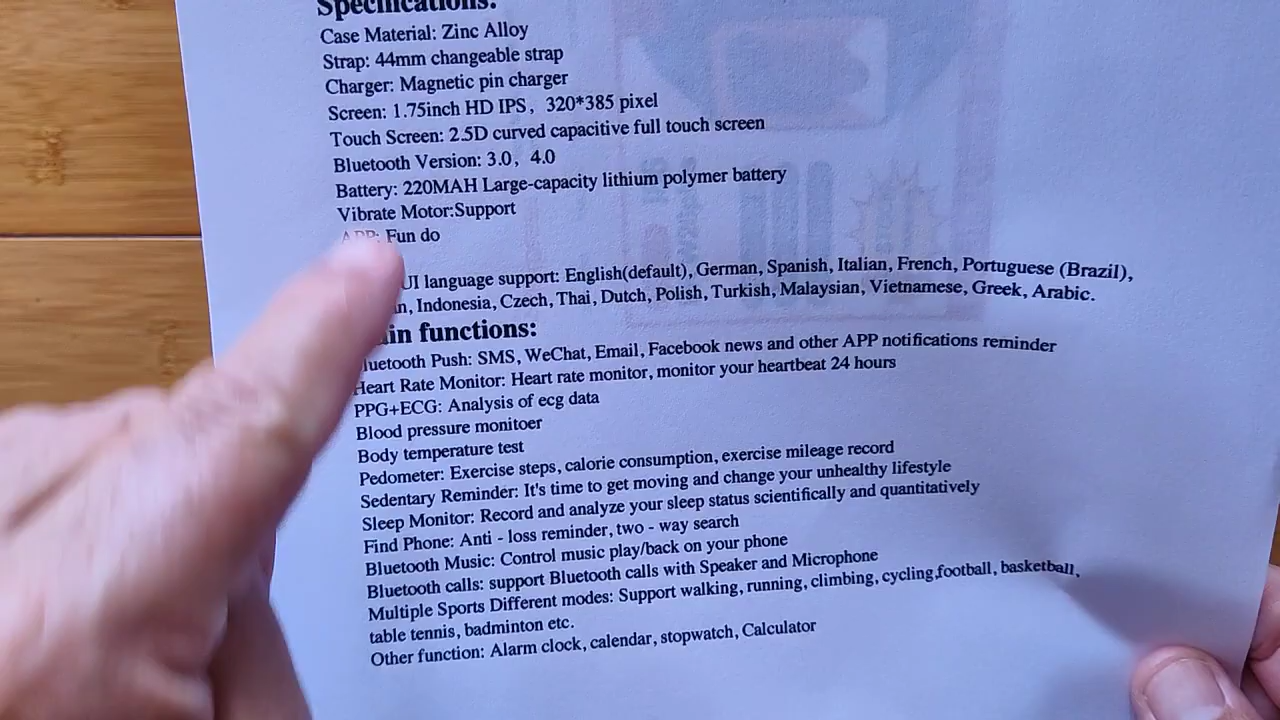 Specifications:
Case Material: Zinc Alloy
Strap: 44mm changeable strap
Charger: Magnetic pin charger
Screen: 1.75inch HD IPS, 320*385 pixel
Touch Screen: 2.5D curved capacitive full touch screen
Bluetooth Version: 3.0, 4.0
Battery: 220MAH Large-capacity lithium polymer battery
Vibrate Motor:Support
APP: Fun do
UI language support: English(default), German, Spanish, Italian, French, Portuguese (Brazil),
Indonesia, Czech, Thai, Dutch, Polish, Turkish, Malaysian, Vietnamese, Greek, Arabic.
functions:
Bluetooth Push: SMS, WeChat, Email, Facebook news and other APP notifications reminder
Heart Rate Monitor: Heart rate monitor, monitor your heartbeat 24 hours
PPG+ECG: Analysis of ecg data
Blood pressure monitoer
Body temperature test
Pedometer: Exercise steps, calorie consumption, exercise mileage record
Sedentary Reminder: It's time to get moving and change your unhealthy lifestyle
Sleep Monitor: Record and analyze your sleep status scientifically and quantitatively
Find Phone: Anti - loss reminder, two - way search
Bluetooth Music: Control music play/back on your phone
Bluetooth calls: support Bluetooth calls with Speaker and Microphone
Multiple Sports Different modes: Support walking, running, climbing, cycling,football, basketball,
table tennis, badminton etc.
Other function: Alarm clock, calendar, stopwatch, Calculator